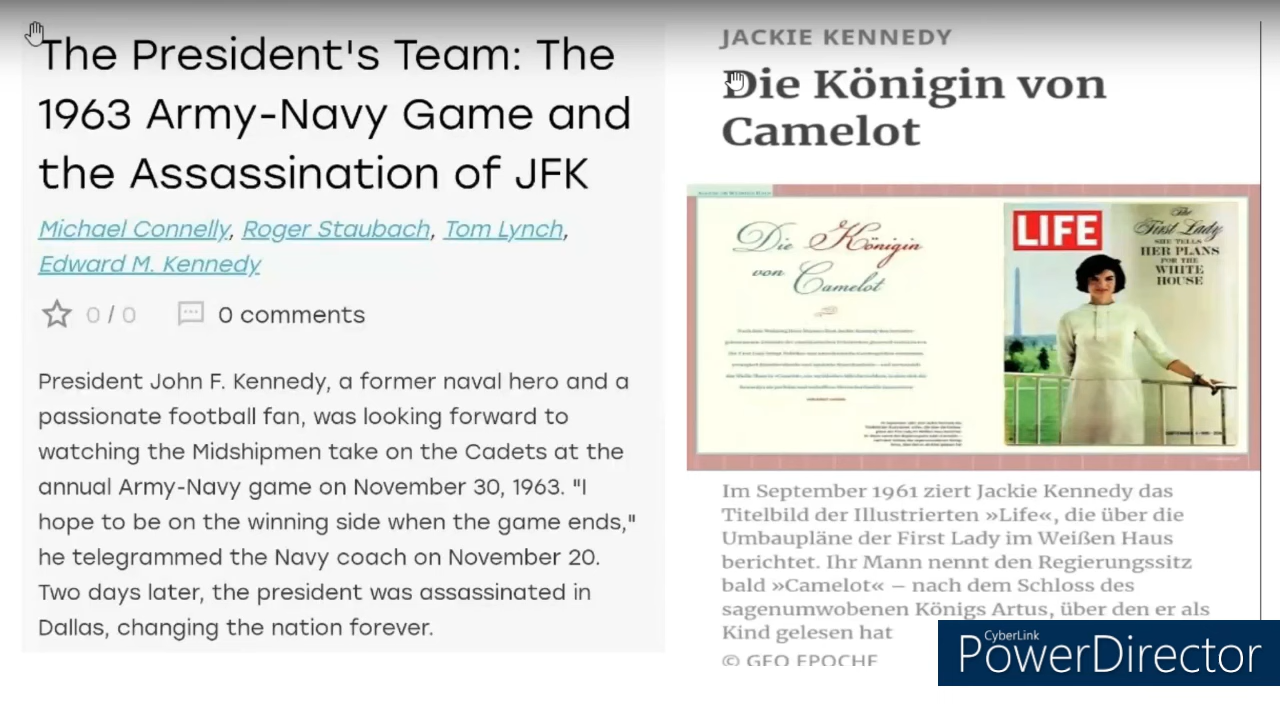 The President's Team: The
1963 Army-Navy Game and
the Assassination of JFK
Michael Connelly, Roger Staubach, Tom Lynch,
Edward M. Kennedy
0 / 0
0 comments
President John F. Kennedy, a former naval hero and a
passionate football fan, was looking forward to
watching the Midshipmen take on the Cadets at the
annual Army-Navy game on November 30, 1963. "I
hope to be on the winning side when the game ends,"
he telegrammed the Navy coach on November 20.
Two days later, the president was assassinated in
Dallas, changing the nation forever.
JACKIE KENNEDY
Die Königin von
Camelot
Die Königin
von Camelot
LIFE
The
First Lady
SHE TELLS
HER PLANS
FOR THE
WHITE
HOUSE
Im September 1961 ziert Jackie Kennedy das
Titelbild der Illustrierten »Life«, die über die
Umbaupläne der First Lady im Weißen Haus
berichtet. Ihr Mann nennt den Regierungssitz
bald »Camelot« – nach dem Schloss des
sagenumwobenen Königs Artus, über den er als
Kind gelesen hat
© GEO EPOCHE
CyberLink
PowerDirector